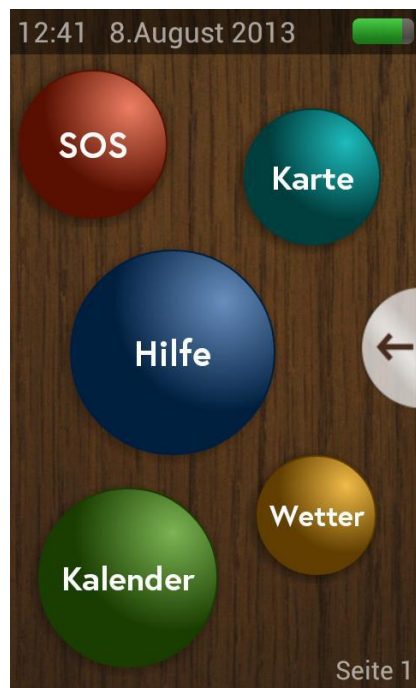 12:41 8.August 2013
SOS
Karte
Hilfe
Wetter
Kalender
Seite 1